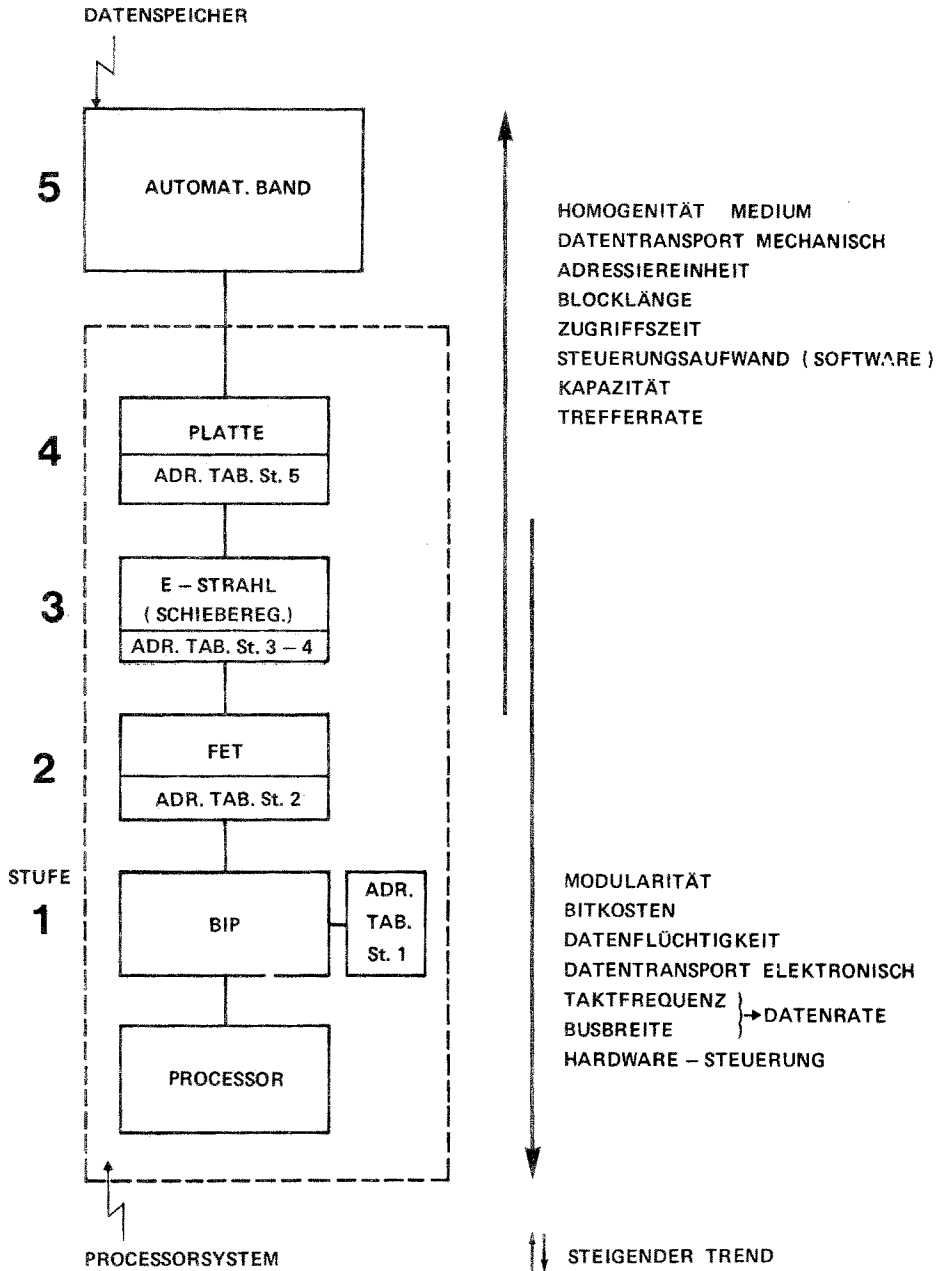 DATENSPEICHER
5
AUTOMAT. BAND
HOMOGENITÄT MEDIUM
DATENTRANSPORT MECHANISCH
ADRESSIEREINHEIT
BLOCKLÄNGE
ZUGRIFFSZEIT
STEUERUNGSAUFWAND ( SOFTWARE )
KAPAZITÄT
TREFFERRATE
4
PLATTE
ADR. TAB. St. 5
3
E – STRAHL
( SCHIEBEREG.)
ADR. TAB. St. 3 – 4
2
FET
ADR. TAB. St. 2
STUFE
1
BIP
ADR.
TAB.
St. 1
MODULARITÄT
BITKOSTEN
DATENFLÜCHTIGKEIT
DATENTRANSPORT ELEKTRONISCH
TAKTFREQUENZ
BUSBREITE
→DATENRATE
HARDWARE – STEUERUNG
PROCESSOR
PROCESSORSYSTEM
↑↓ STEIGENDER TREND